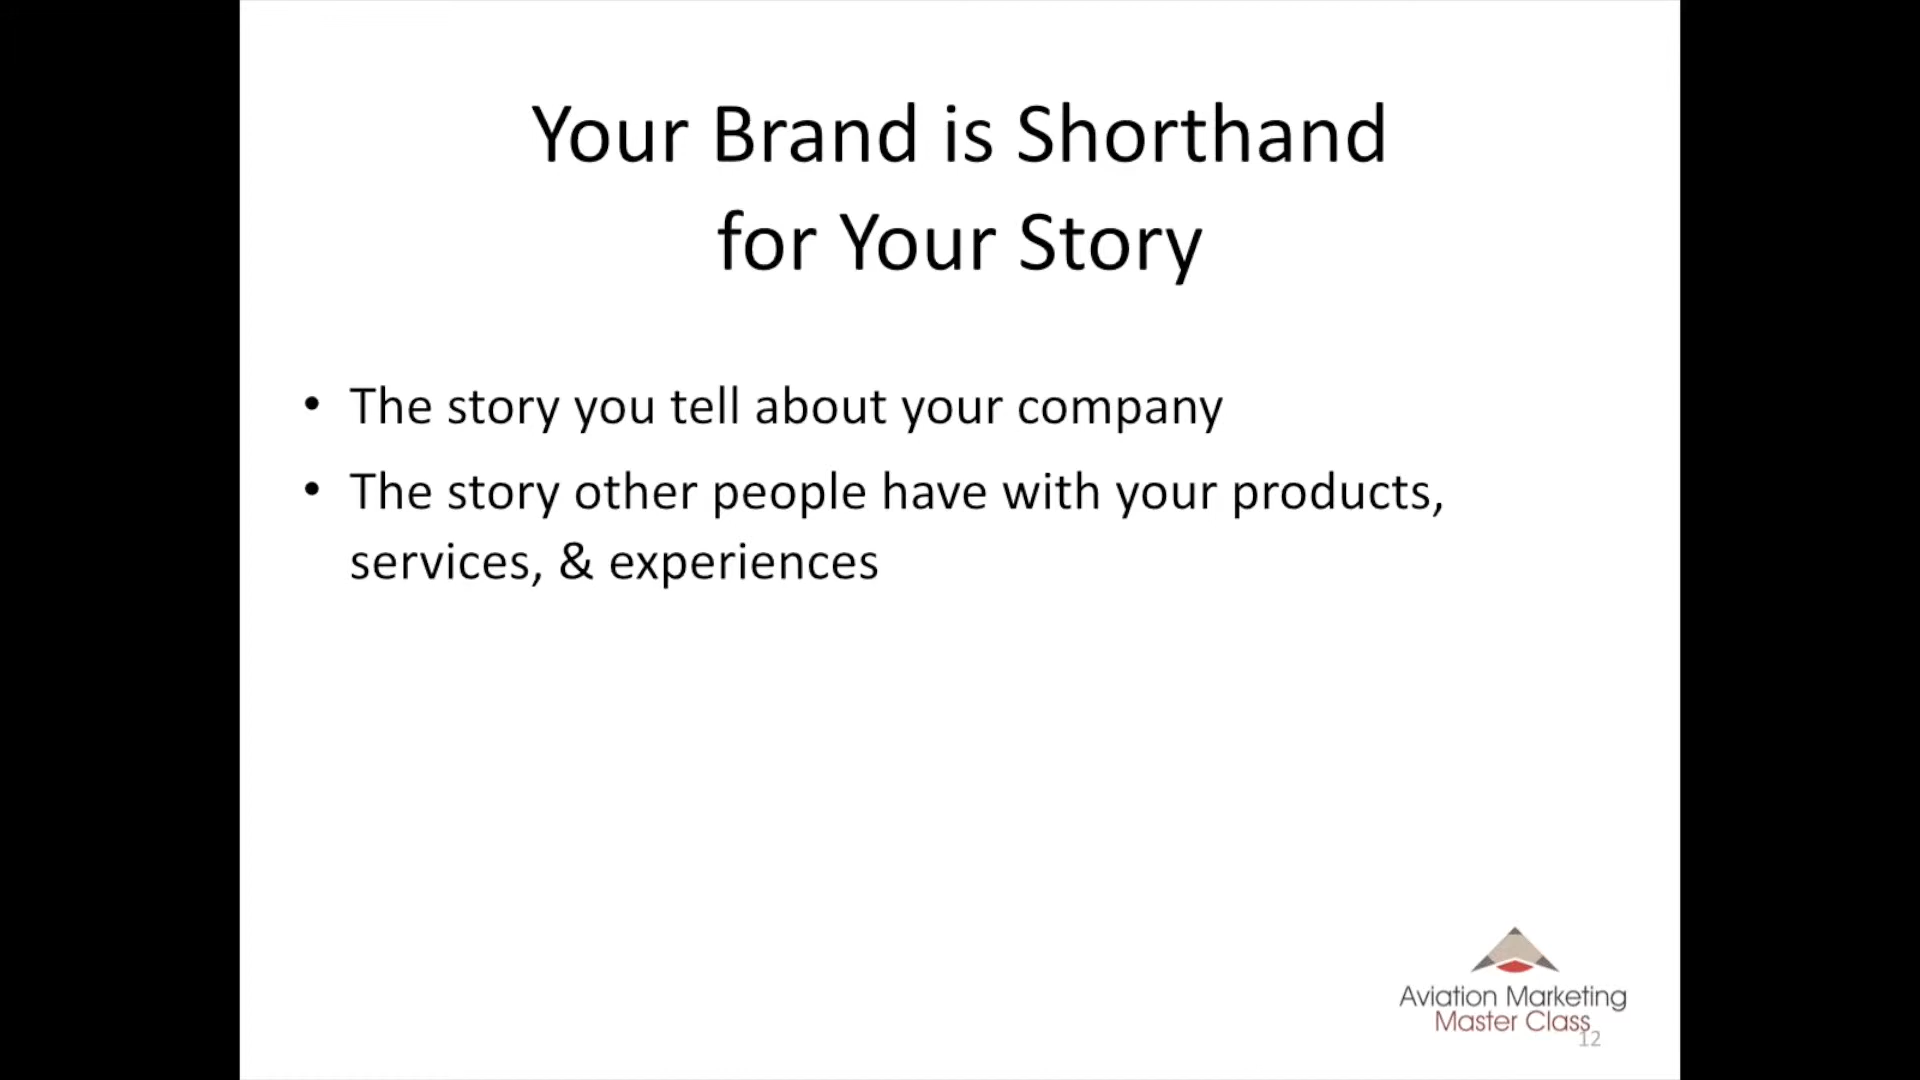 Your Brand is Shorthand
for Your Story
• The story you tell about your company
• The story other people have with your products,
services, & experiences
Aviation Marketing
Master Class
12